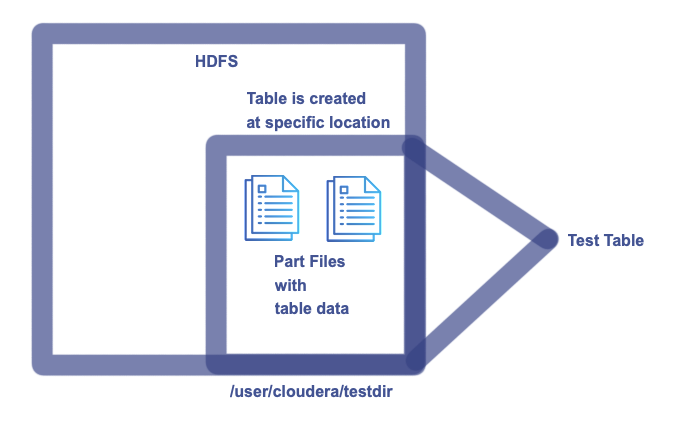 HDFS
Table is created
at specific location
Part Files
with
table data
Test Table
/user/cloudera/testdir